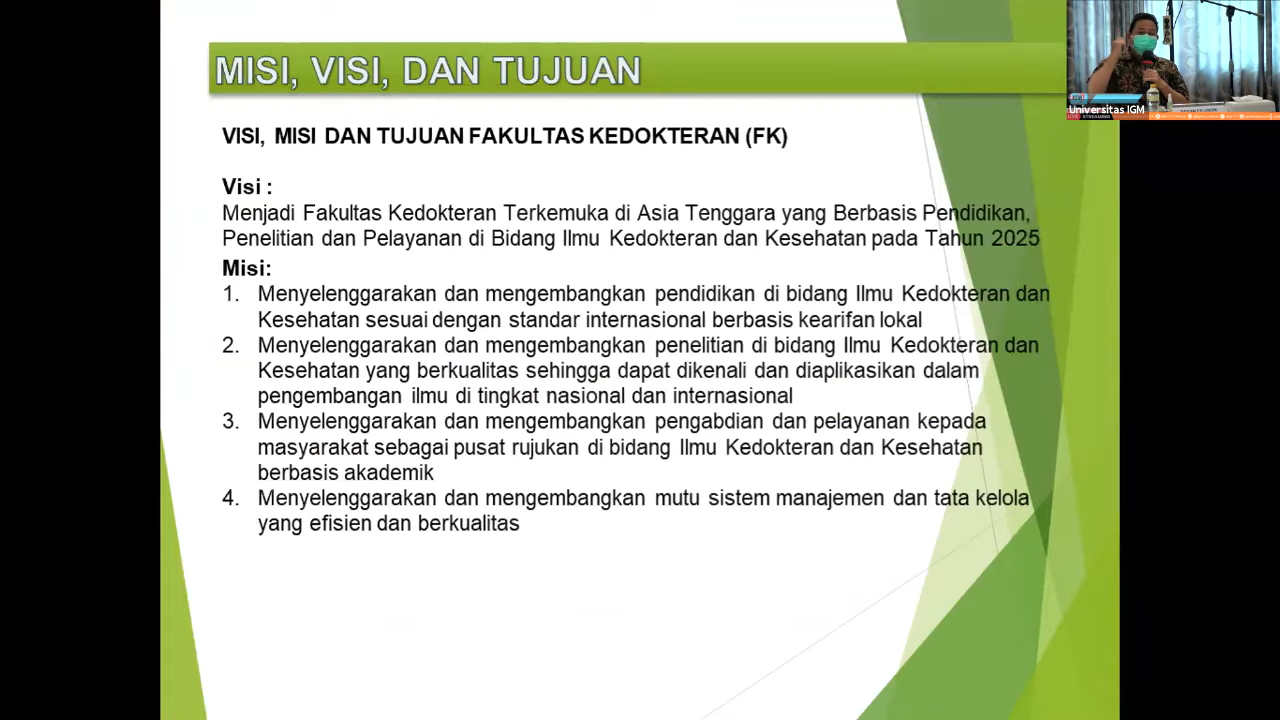 MISI, VISI, DAN TUJUAN
VISI, MISI DAN TUJUAN FAKULTAS KEDOKTERAN (FK)
Visi :
Menjadi Fakultas Kedokteran Terkemuka di Asia Tenggara yang Berbasis Pendidikan,
Penelitian dan Pelayanan di Bidang Ilmu Kedokteran dan Kesehatan pada Tahun 2025
Misi:
1. Menyelenggarakan dan mengembangkan pendidikan di bidang Ilmu Kedokteran dan
Kesehatan sesuai dengan standar internasional berbasis kearifan lokal
2. Menyelenggarakan dan mengembangkan penelitian di bidang Ilmu Kedokteran dan
Kesehatan yang berkualitas sehingga dapat dikenali dan diaplikasikan dalam
pengembangan ilmu di tingkat nasional dan internasional
3. Menyelenggarakan dan mengembangkan pengabdian dan pelayanan kepada
masyarakat sebagai pusat rujukan di bidang Ilmu Kedokteran dan Kesehatan
berbasis akademik
4. Menyelenggarakan dan mengembangkan mutu sistem manajemen dan tata kelola
yang efisien dan berkualitas
Universitas IGM
LIVE STREAMING